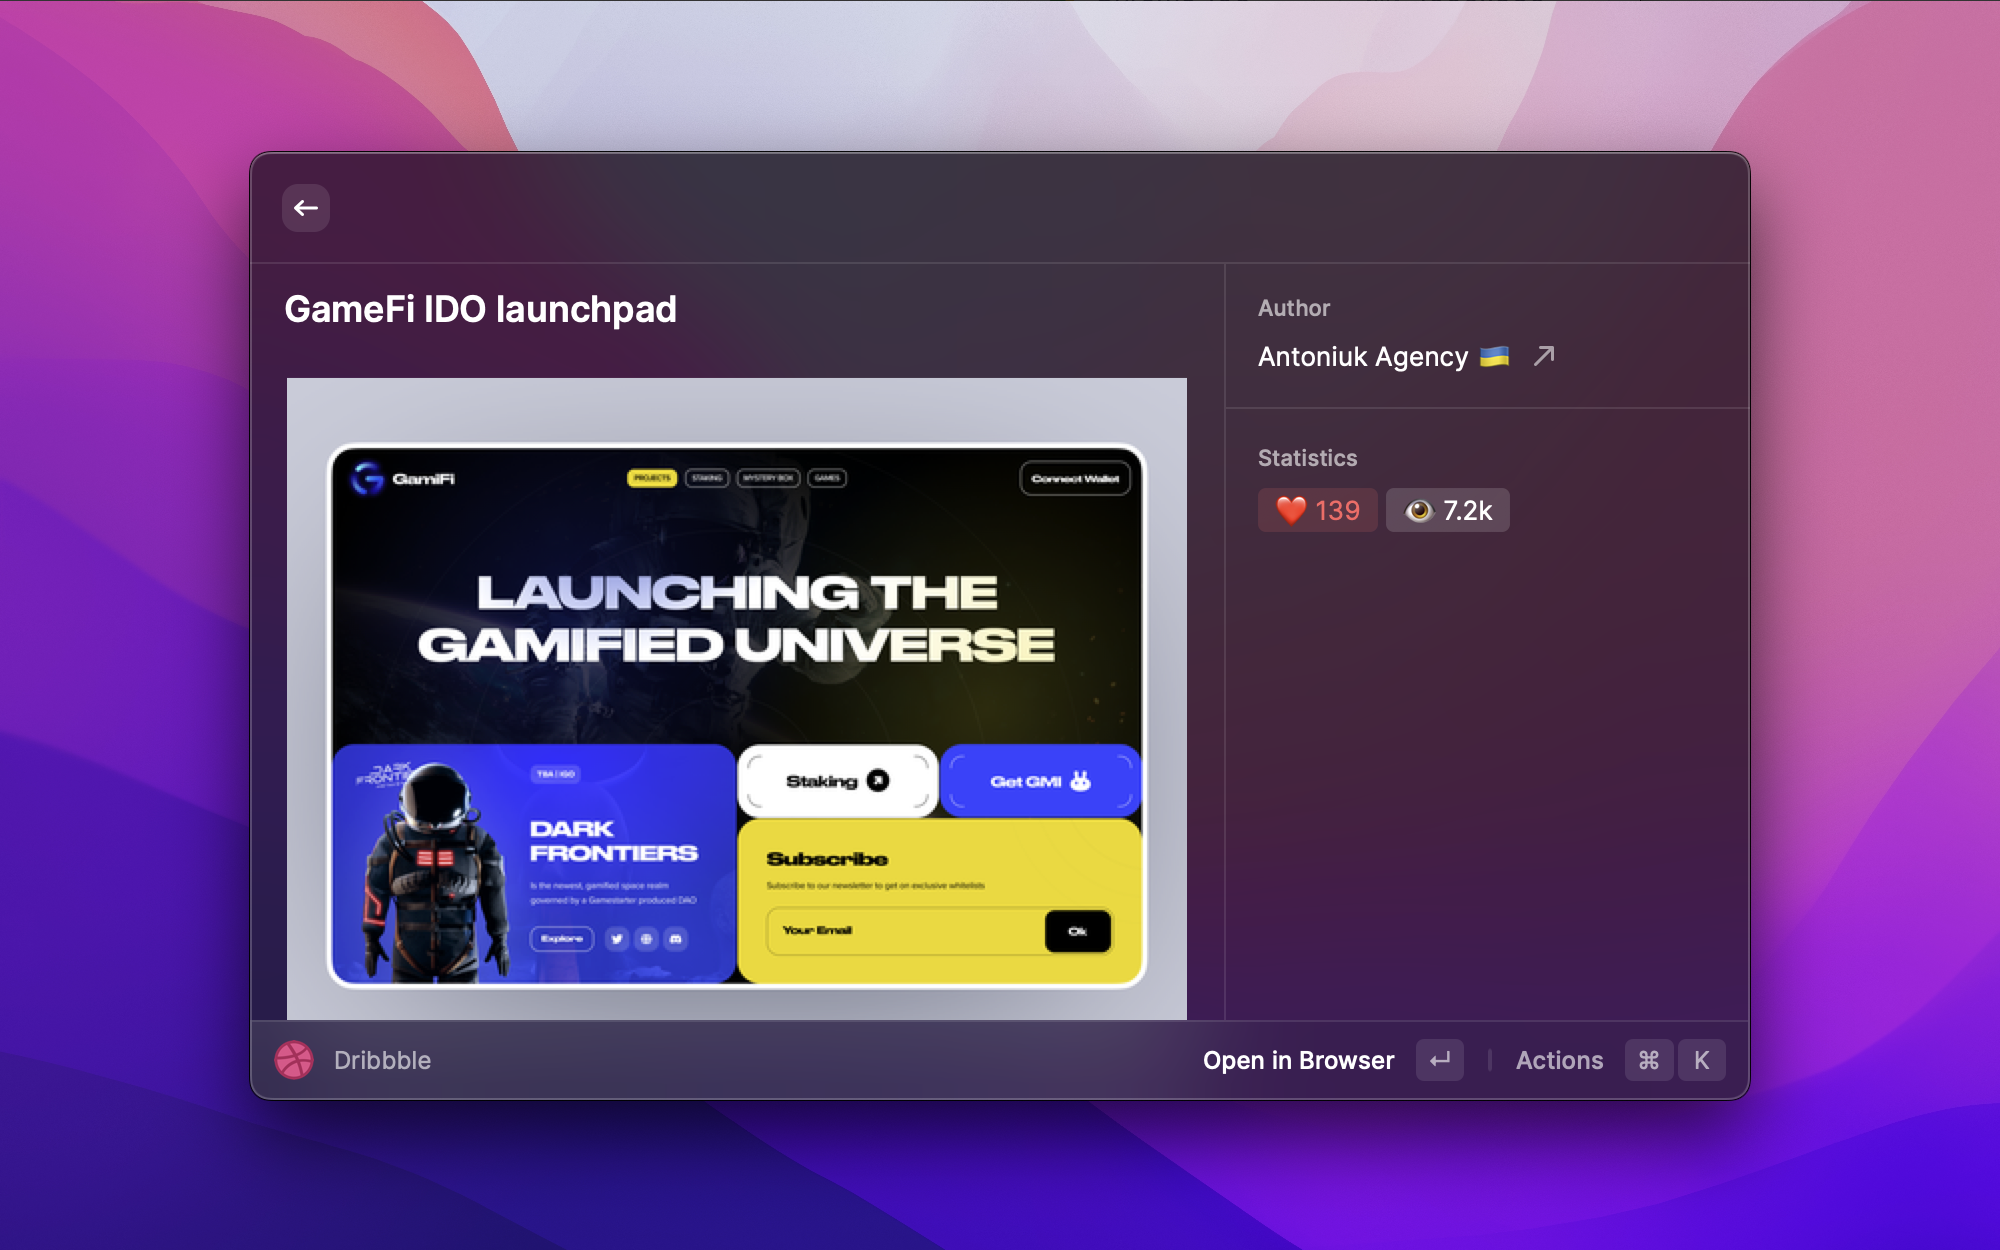 GameFi IDO launchpad
GamiFi
PROJECTS
STAKING
MYSTERY BOX
GAMES
Connect Wallet
LAUNCHING THE
GAMIFIED UNIVERSE
DARK
FRONTIERS
TBA | IGO
DARK
FRONTIERS
Is the newest, gamified space realm
governed by a Gamestarter produced DAO
Explore
Staking
Get GMI
Subscribe
Subscribe to our newsletter to get on exclusive whitelists
Your Email
Ok
Author
Antoniuk Agency 🇺🇦 ↗
Statistics
❤️ 139
👁️ 7.2k
Dribbble
Open in Browser ↵
Actions ⌘ K